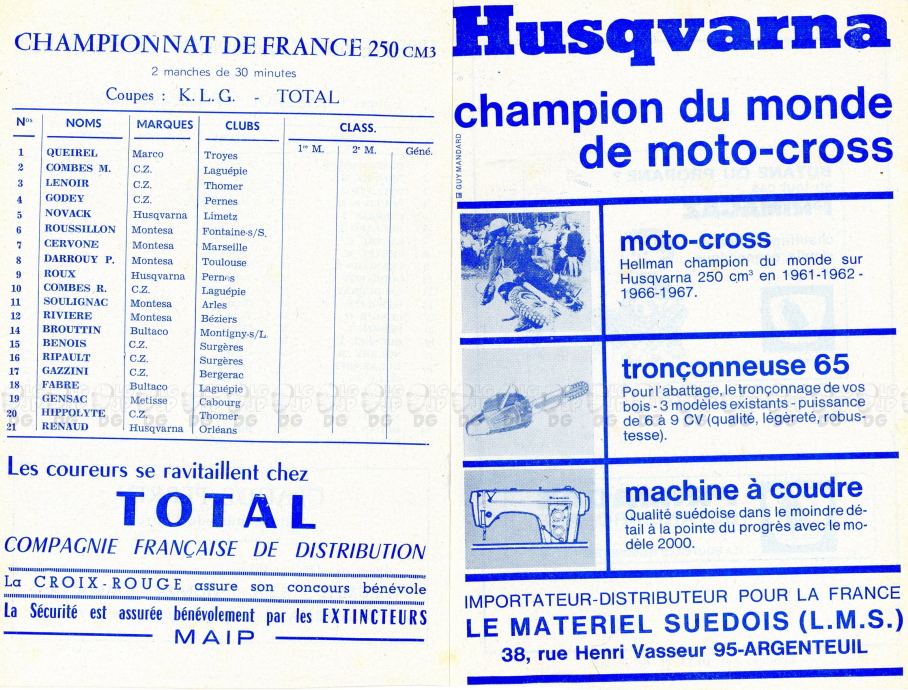 CHAMPIONNAT DE FRANCE 250 CM3
2 manches de 30 minutes
Coupes : K. L. G. - TOTAL
Nos NOMS MARQUES CLUBS CLASS.
1re M. 2e M. Géné.
1 QUEIREL Marco Troyes
2 COMBES M. C.Z. Laguépie
3 LENOIR C.Z. Thomer
4 GODEY C.Z. Pernes
5 NOVACK Husqvarna Limetz
6 ROUSSILLON Montesa Fontaine-s/S.
7 CERVONE Montesa Marseille
8 DARROUY P. Montesa Toulouse
9 ROUX Husqvarna Pernes
10 COMBES R. C.Z. Laguépie
11 SOULIGNAC Montesa Arles
12 RIVIERE Montesa Béziers
14 BROUTTIN Bultaco Montigny-s/L.
15 BENOIS C.Z. Surgères
16 RIPAULT C.Z. Surgères
17 GAZZINI C.Z. Bergerac
18 FABRE Bultaco Laguépie
19 GENSAC Metisse Cabourg
20 HIPPOLYTE C.Z. Thomer
21 RENAUD Husqvarna Orléans
Les coureurs se ravitaillent chez
TOTAL
COMPAGNIE FRANÇAISE DE DISTRIBUTION
La CROIX-ROUGE assure son concours bénévole
La Sécurité est assurée bénévolement par les EXTINCTEURS
MAIP
Husqvarna
champion du monde
de moto-cross
GUY MANDARD
moto-cross
Hellman champion du monde sur
Husqvarna 250 cm³ en 1961-1962 -
1966-1967.
tronçonneuse 65
Pour l'abattage, le tronçonnage de vos
bois - 3 modèles existants - puissance
de 6 à 9 CV (qualité, légèreté, robus-
tesse).
machine à coudre
Qualité suédoise dans le moindre dé-
tail à la pointe du progrès avec le mo-
dèle 2000.
IMPORTATEUR-DISTRIBUTEUR POUR LA FRANCE
LE MATERIEL SUEDOIS (L.M.S.)
38, rue Henri Vasseur 95-ARGENTEUIL